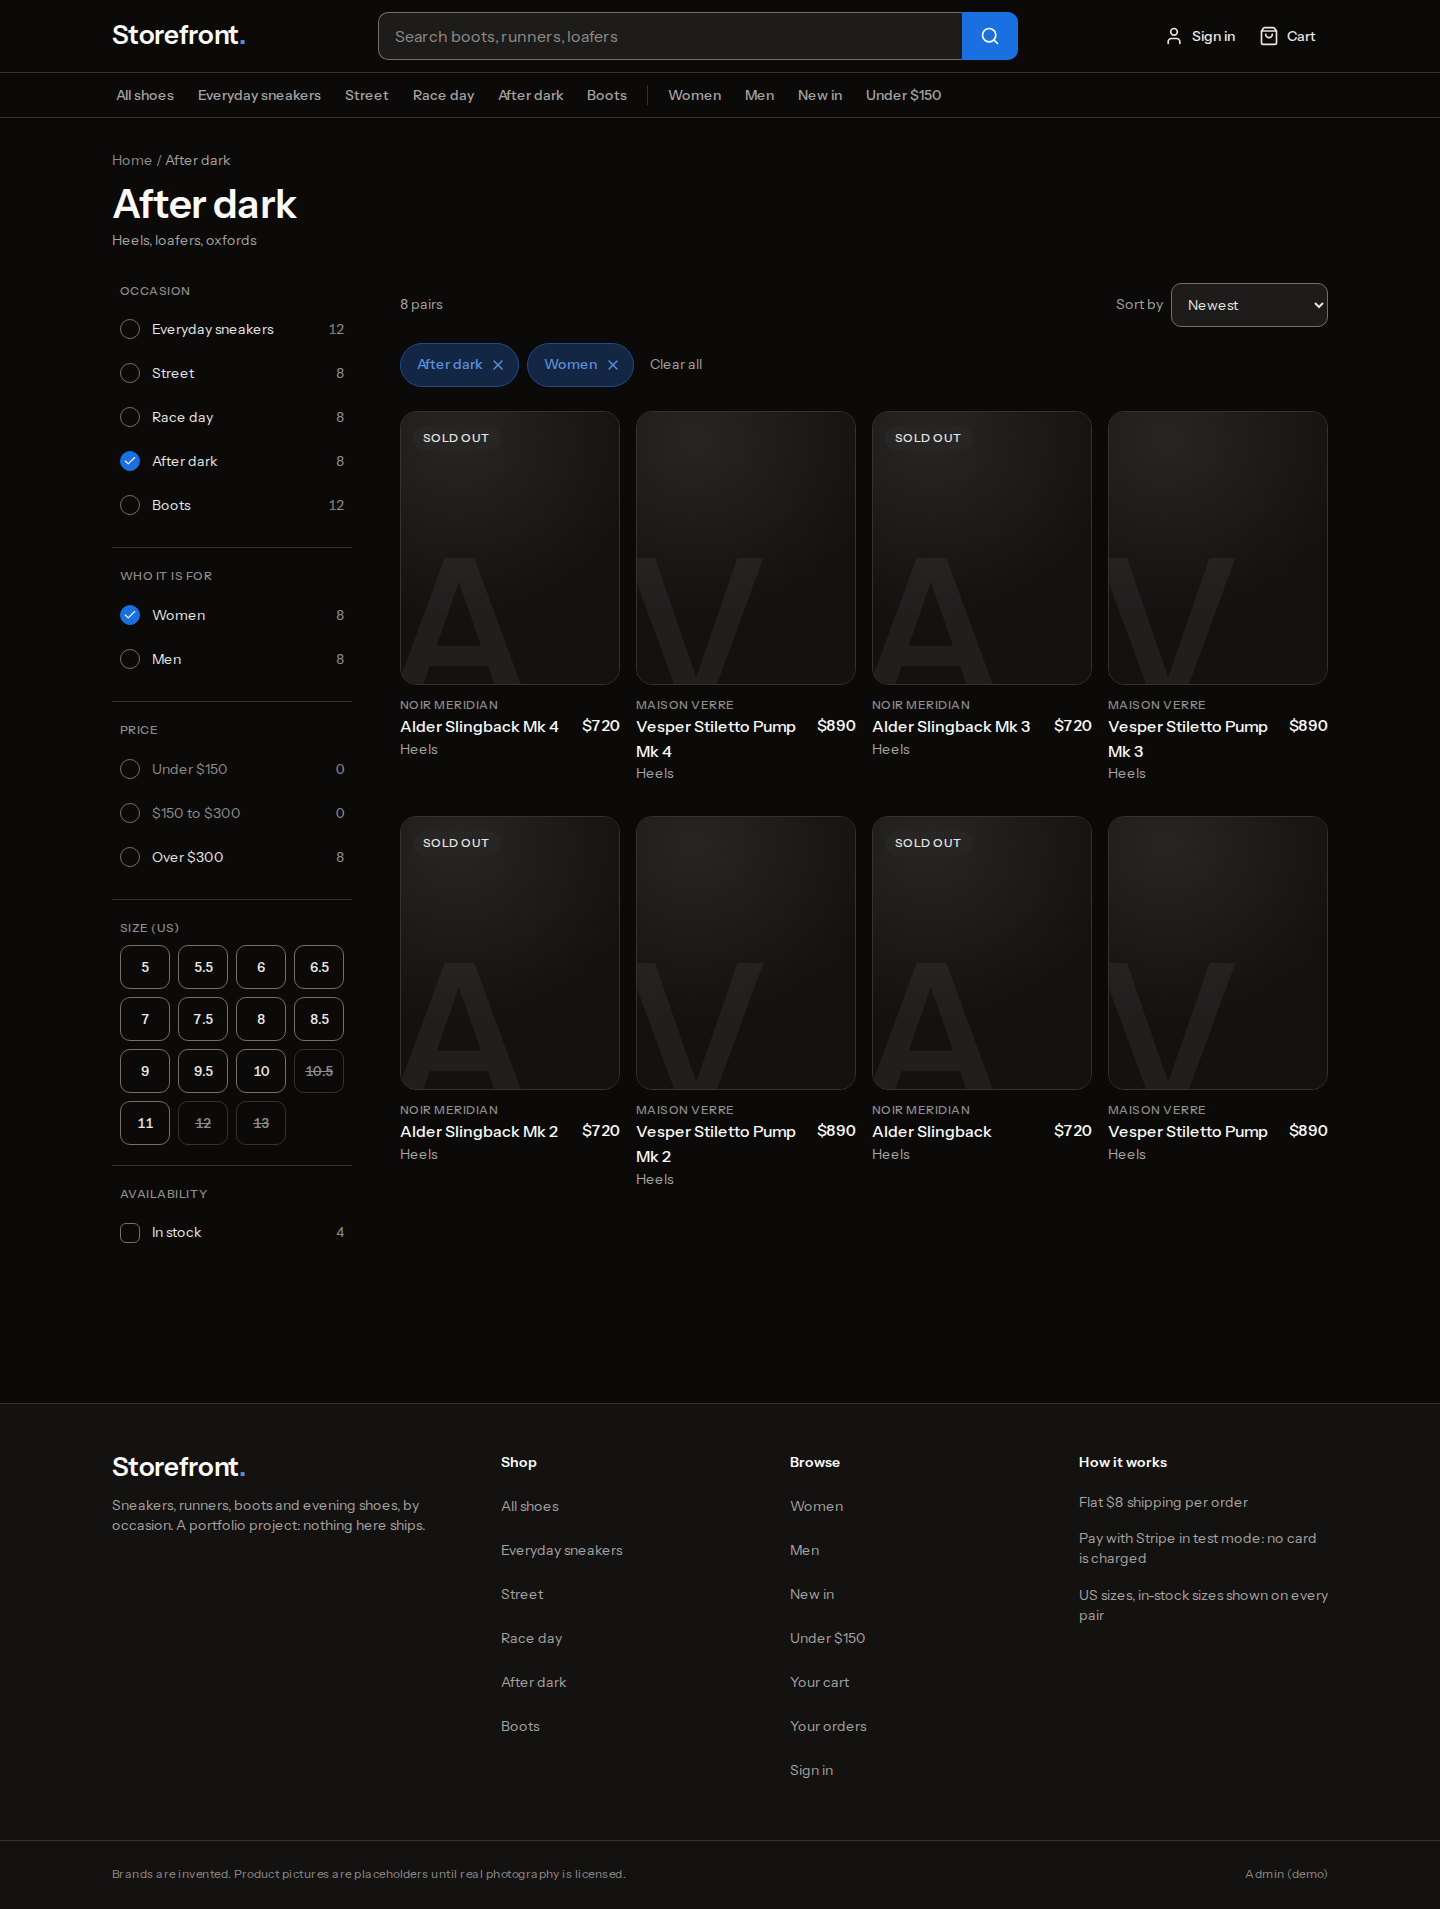 Storefront.
Search boots, runners, loafers
Sign in
Cart
All shoes
Everyday sneakers
Street
Race day
After dark
Boots
Women
Men
New in
Under $150
Home / After dark
After dark
Heels, loafers, oxfords
OCCASION
Everyday sneakers 12
Street 8
Race day 8
After dark 8
Boots 12
WHO IT IS FOR
Women 8
Men 8
PRICE
Under $150 0
$150 to $300 0
Over $300 8
SIZE (US)
5 5.5 6 6.5
7 7.5 8 8.5
9 9.5 10 10.5
11 12 13
AVAILABILITY
In stock 4
8 pairs
Sort by Newest
After dark
Women
Clear all
SOLD OUT
A
NOIR MERIDIAN
Alder Slingback Mk 4 $720
Heels
V
MAISON VERRE
Vesper Stiletto Pump $890
Mk 4
Heels
SOLD OUT
A
NOIR MERIDIAN
Alder Slingback Mk 3 $720
Heels
V
MAISON VERRE
Vesper Stiletto Pump $890
Mk 3
Heels
SOLD OUT
A
NOIR MERIDIAN
Alder Slingback Mk 2 $720
Heels
V
MAISON VERRE
Vesper Stiletto Pump $890
Mk 2
Heels
SOLD OUT
A
NOIR MERIDIAN
Alder Slingback $720
Heels
V
MAISON VERRE
Vesper Stiletto Pump $890
Heels
Storefront.
Sneakers, runners, boots and evening shoes, by
occasion. A portfolio project: nothing here ships.
Shop
All shoes
Everyday sneakers
Street
Race day
After dark
Boots
Browse
Women
Men
New in
Under $150
Your cart
Your orders
Sign in
How it works
Flat $8 shipping per order
Pay with Stripe in test mode: no card
is charged
US sizes, in-stock sizes shown on every
pair
Brands are invented. Product pictures are placeholders until real photography is licensed.
Admin (demo)